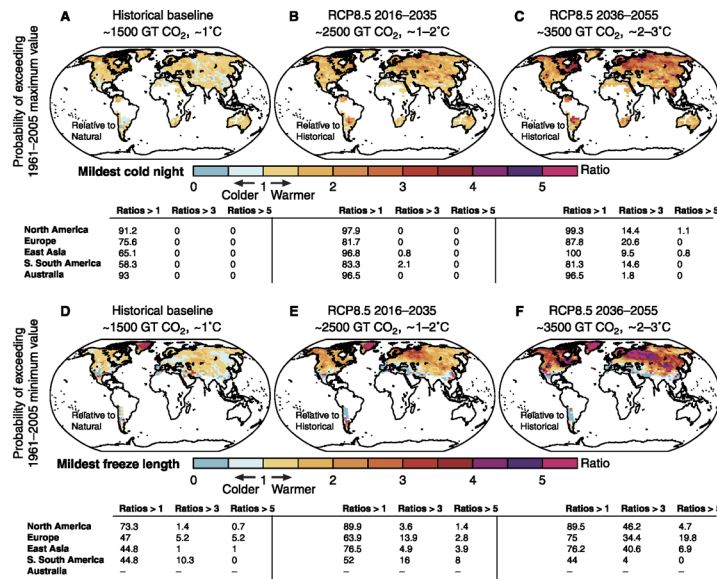 A Historical baseline
~1500 GT CO2, ~1˚C
B RCP8.5 2016–2035
~2500 GT CO2, ~1–2˚C
C RCP8.5 2036–2055
~3500 GT CO2, ~2–3˚C
Probability of exceeding
1961–2005 maximum value
Relative to
Natural
Relative to
Historical
Relative to
Historical
Mildest cold night
Ratio
0 1 2 3 4 5
Colder Warmer
Ratios > 1 Ratios > 3 Ratios > 5 Ratios > 1 Ratios > 3 Ratios > 5 Ratios > 1 Ratios > 3 Ratios > 5
North America 91.2 0 0 97.9 0 0 99.3 14.4 1.1
Europe 75.6 0 0 81.7 0 0 87.8 20.6 0
East Asia 65.1 0 0 96.8 0.8 0 100 9.5 0.8
S. South America 58.3 0 0 83.3 2.1 0 81.3 14.6 0
Australia 93 0 0 96.5 0 0 96.5 1.8 0
D Historical baseline
~1500 GT CO2, ~1˚C
E RCP8.5 2016–2035
~2500 GT CO2, ~1–2˚C
F RCP8.5 2036–2055
~3500 GT CO2, ~2–3˚C
Probability of exceeding
1961–2005 minimum value
Relative to
Natural
Relative to
Historical
Relative to
Historical
Mildest freeze length
Ratio
0 1 2 3 4 5
Colder Warmer
Ratios > 1 Ratios > 3 Ratios > 5 Ratios > 1 Ratios > 3 Ratios > 5 Ratios > 1 Ratios > 3 Ratios > 5
North America 73.3 1.4 0.7 89.9 3.6 1.4 89.5 46.2 4.7
Europe 47 5.2 5.2 63.9 13.9 2.8 75 34.4 19.8
East Asia 44.8 1 1 76.5 4.9 3.9 76.2 40.6 6.9
S. South America 44.8 10.3 0 52 16 8 44 4 0
Australia – – – – – – – – –